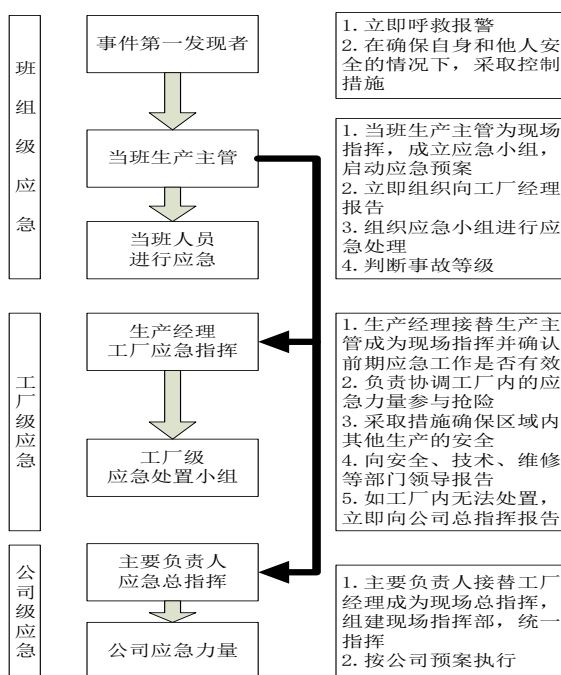 班组级应急
事件第一发现者
当班生产主管
当班人员
进行应急
1. 立即呼救报警
2. 在确保自身和他人安
全的情况下，采取控制
措施
1. 当班生产主管为现场
指挥，成立应急小组，
启动应急预案
2. 立即组织向工厂经理
报告
3. 组织应急小组进行应
急处理
4. 判断事故等级
工厂级应急
生产经理
工厂应急指挥
工厂级
应急处置小组
1. 生产经理接替生产主
管成为现场指挥并确认
前期应急工作是否有效
2. 负责协调工厂内的应
急力量参与抢险
3. 采取措施确保区域内
其他生产的安全
4. 向安全、技术、维修
等部门领导报告
5. 如工厂内无法处置，
立即向公司总指挥报告
公司级应急
主要负责人
应急总指挥
公司应急力量
1. 主要负责人接替工厂
经理成为现场总指挥，
组建现场指挥部，统一
指挥
2. 按公司预案执行